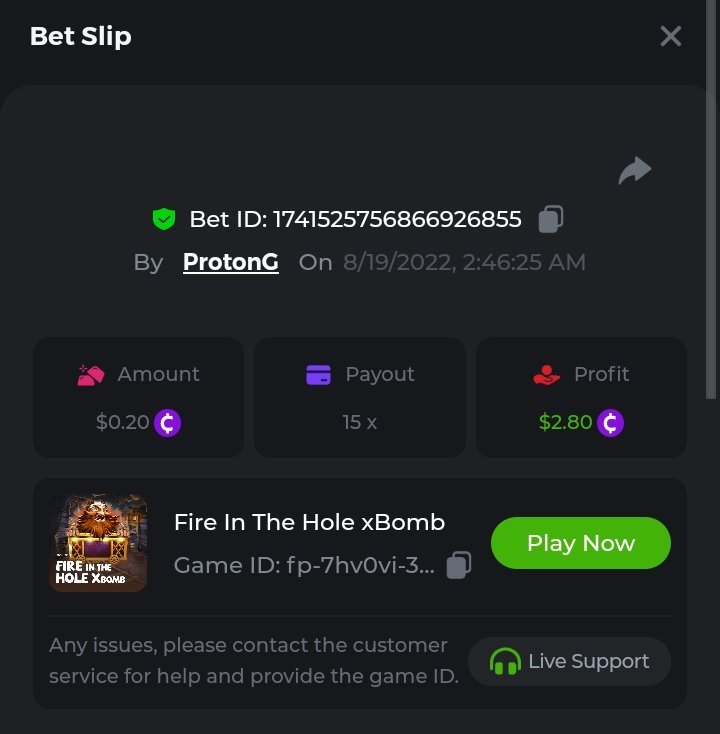 Bet Slip
Bet ID: 1741525756866926855
By ProtonG On 8/19/2022, 2:46:25 AM
Amount Payout Profit
$0.20 15 x $2.80
Fire In The Hole xBomb
Game ID: fp-7hv0vi-3...
Play Now
FIRE IN THE
HOLE XBOMB
Any issues, please contact the customer
service for help and provide the game ID.
Live Support